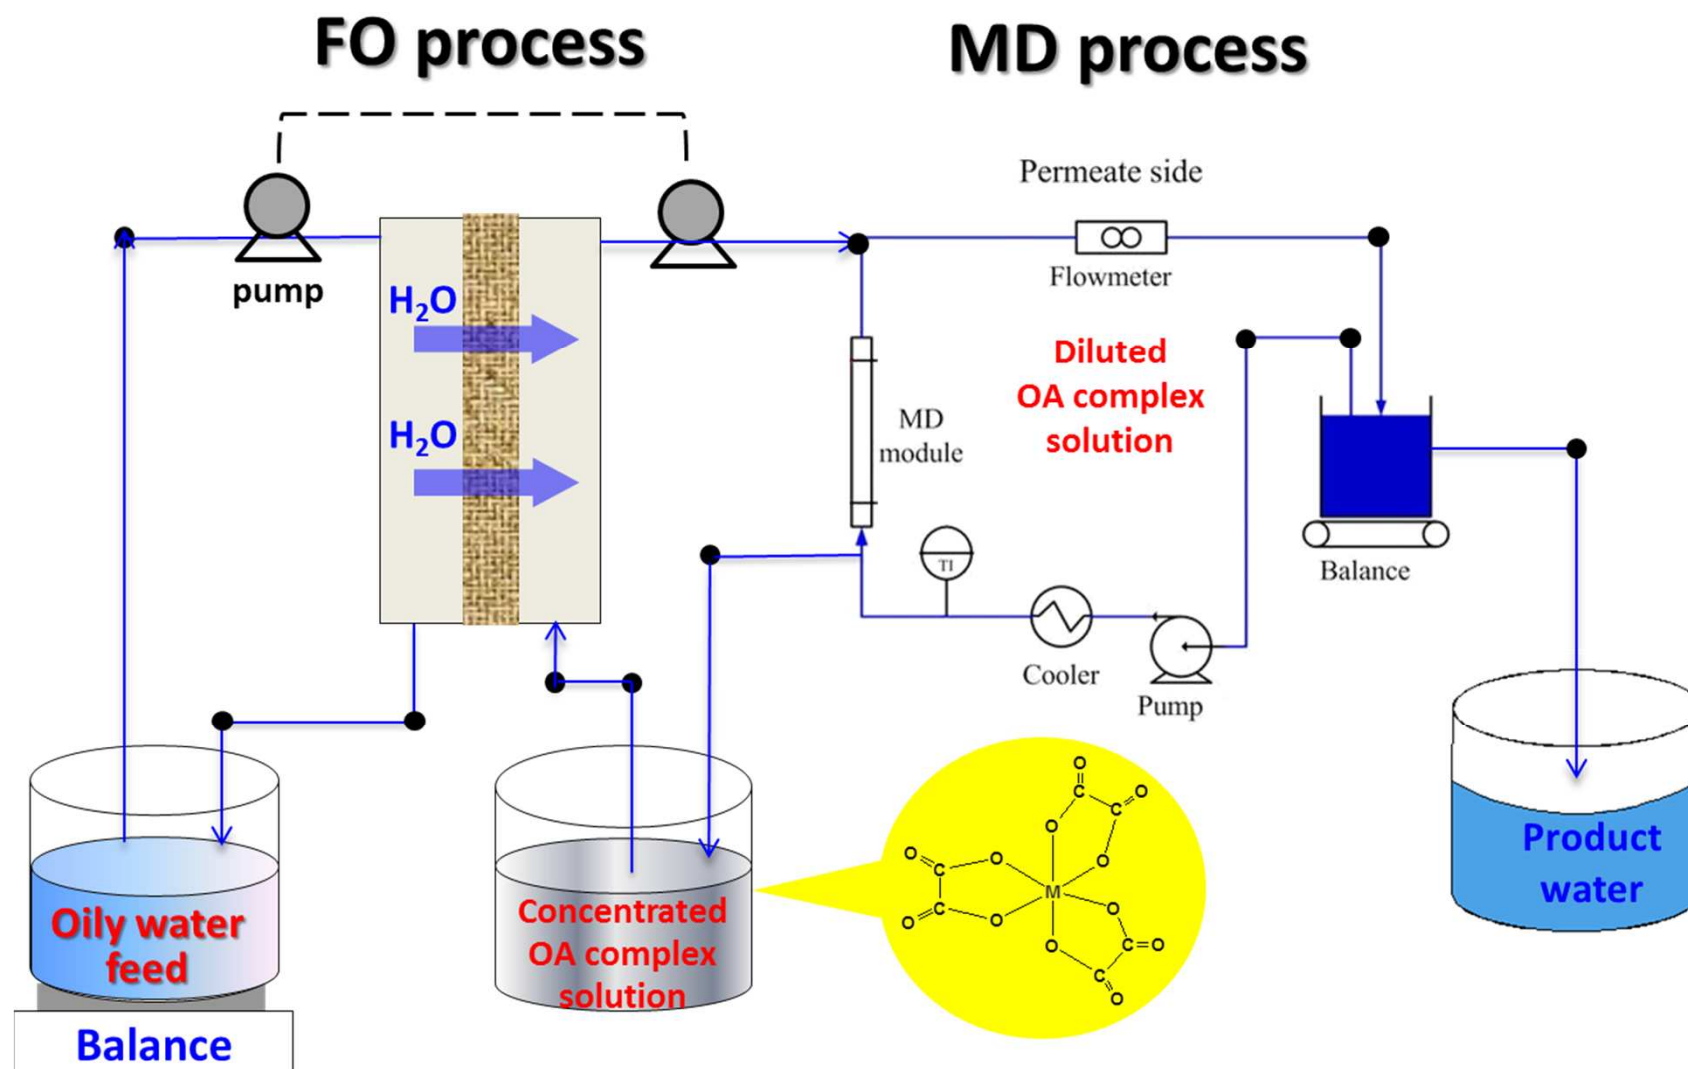 FO process
MD process
Permeate side
pump
H₂O
H₂O
Flowmeter
Diluted
OA complex
solution
MD
module
TI
Balance
Cooler
Pump
Oily water
feed
Balance
Concentrated
OA complex
solution
O
O
C
C
O
O
O
O
C
M
O
C
O
O
O
C
O
C
O
Product
water